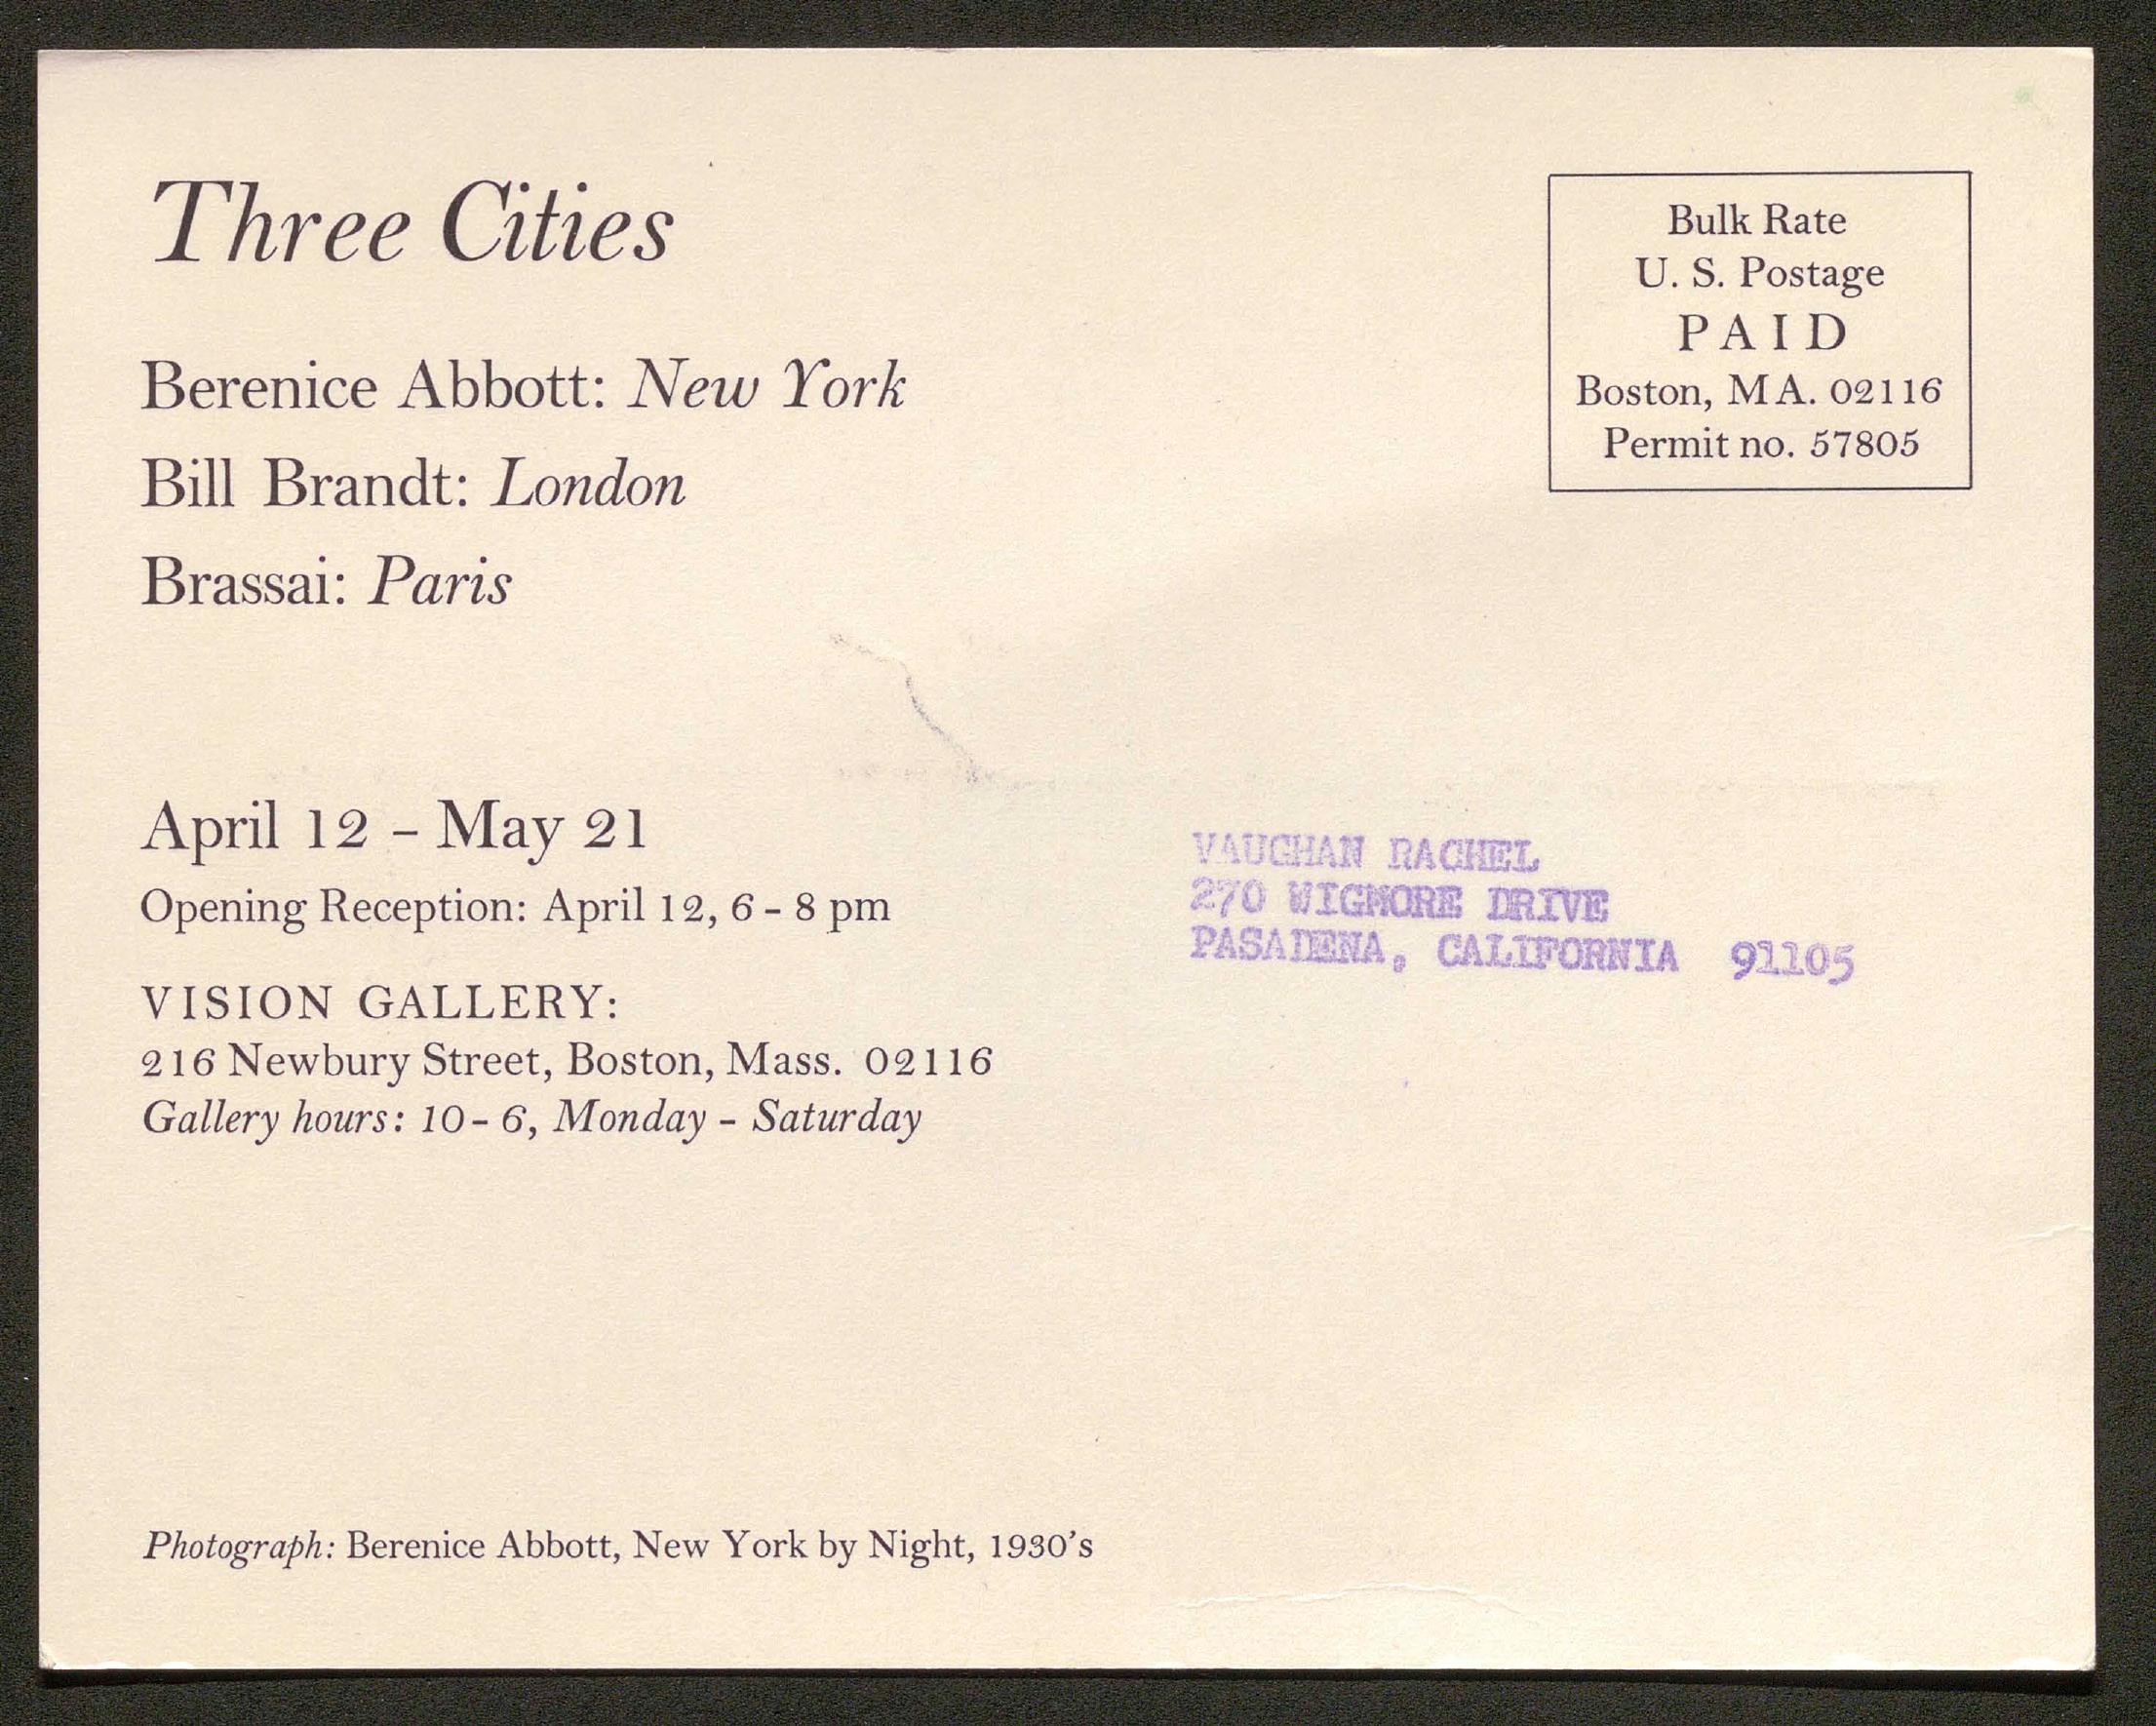 Three Cities
Berenice Abbott: New York
Bill Brandt: London
Brassai: Paris
April 12 – May 21
Opening Reception: April 12, 6 – 8 pm
VISION GALLERY:
216 Newbury Street, Boston, Mass. 02116
Gallery hours: 10 – 6, Monday – Saturday
Photograph: Berenice Abbott, New York by Night, 1930's
Bulk Rate
U. S. Postage
PAID
Boston, MA. 02116
Permit no. 57805
VAUGHAN RACHEL
270 WIGMORE DRIVE
PASADENA, CALIFORNIA 91105